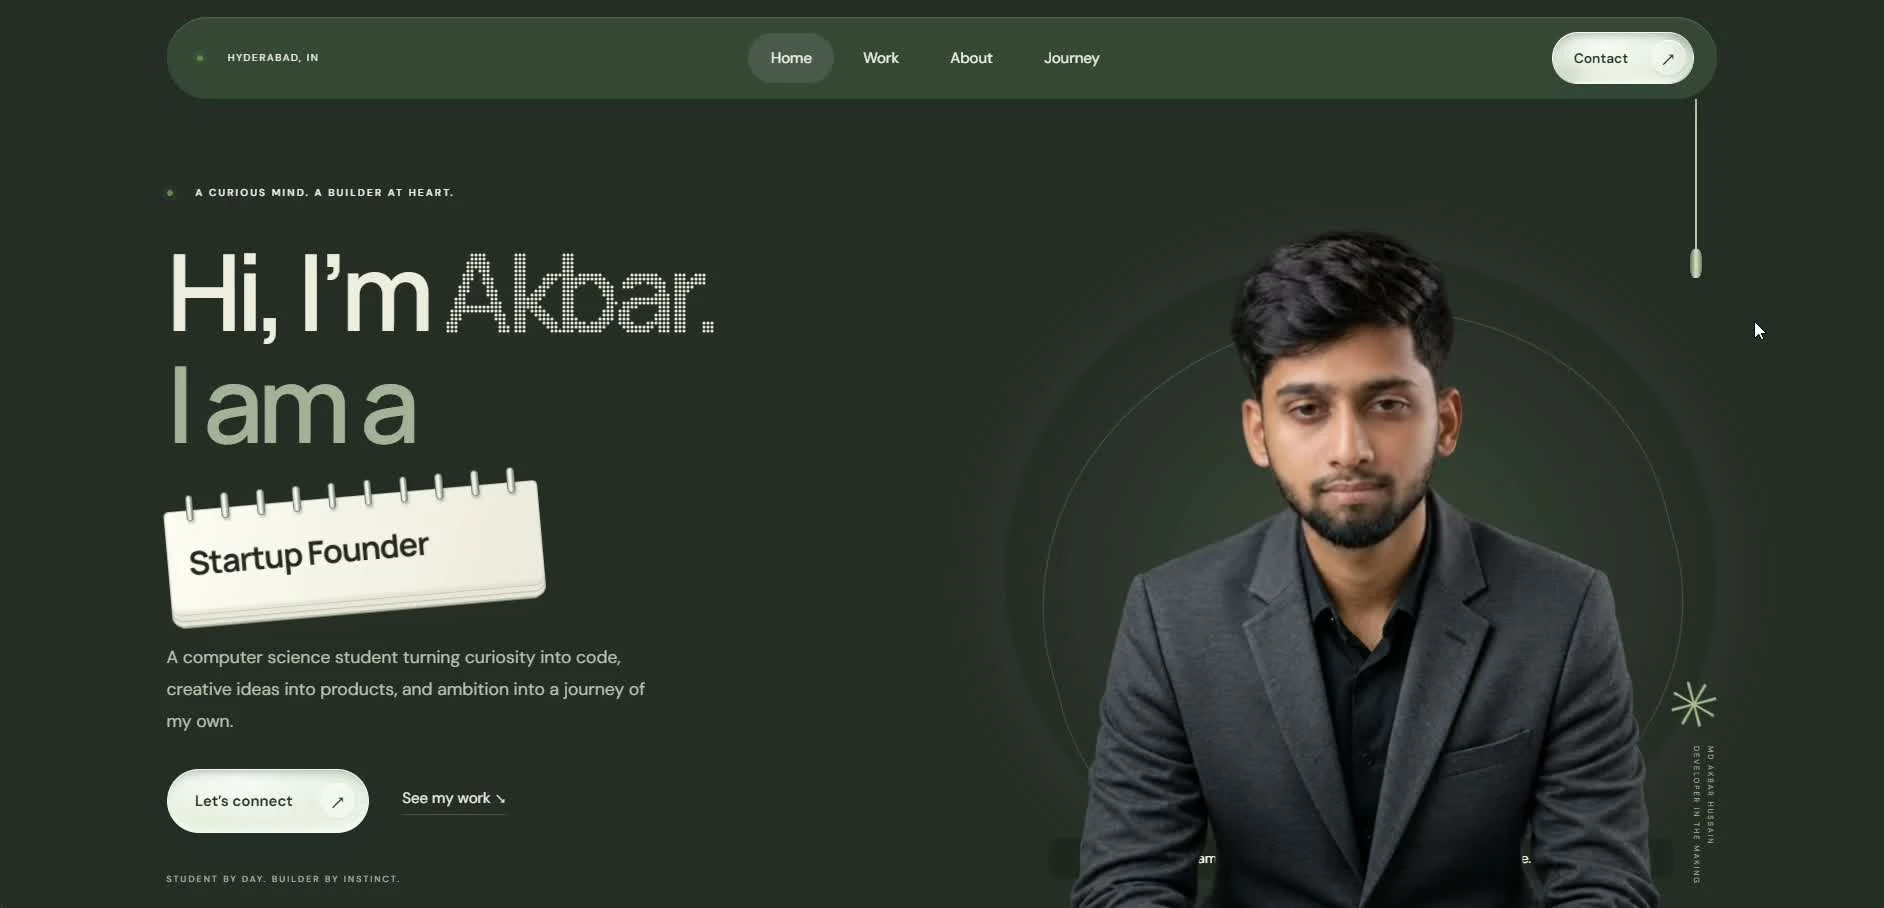 HYDERABAD, IN
Home
Work
About
Journey
Contact ↗
A CURIOUS MIND. A BUILDER AT HEART.
Hi, I’m Akbar.
I am a
Startup Founder
A computer science student turning curiosity into code,
creative ideas into products, and ambition into a journey of
my own.
Let’s connect ↗
See my work ↘
STUDENT BY DAY. BUILDER BY INSTINCT.
MD AKBAR HUSSAIN
DEVELOPER IN THE MAKING
am
e.